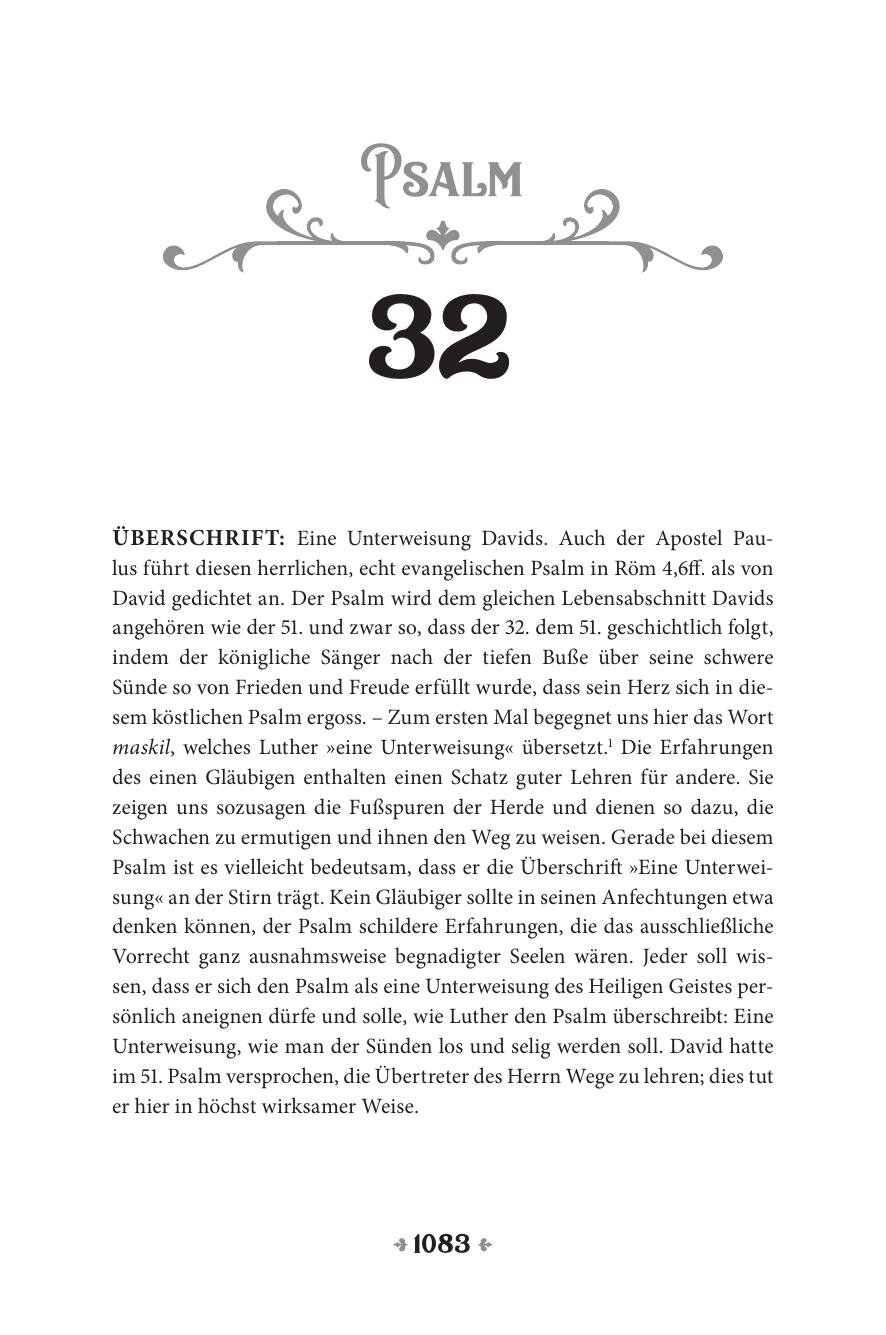 Psalm
32
ÜBERSCHRIFT: Eine Unterweisung Davids. Auch der Apostel Pau-
lus führt diesen herrlichen, echt evangelischen Psalm in Röm 4,6ff. als von
David gedichtet an. Der Psalm wird dem gleichen Lebensabschnitt Davids
angehören wie der 51. und zwar so, dass der 32. dem 51. geschichtlich folgt,
indem der königliche Sänger nach der tiefen Buße über seine schwere
Sünde so von Frieden und Freude erfüllt wurde, dass sein Herz sich in die-
sem köstlichen Psalm ergoss. – Zum ersten Mal begegnet uns hier das Wort
maskil, welches Luther »eine Unterweisung« übersetzt.¹ Die Erfahrungen
des einen Gläubigen enthalten einen Schatz guter Lehren für andere. Sie
zeigen uns sozusagen die Fußspuren der Herde und dienen so dazu, die
Schwachen zu ermutigen und ihnen den Weg zu weisen. Gerade bei diesem
Psalm ist es vielleicht bedeutsam, dass er die Überschrift »Eine Unterwei-
sung« an der Stirn trägt. Kein Gläubiger sollte in seinen Anfechtungen etwa
denken können, der Psalm schildere Erfahrungen, die das ausschließliche
Vorrecht ganz ausnahmsweise begnadigter Seelen wären. Jeder soll wis-
sen, dass er sich den Psalm als eine Unterweisung des Heiligen Geistes per-
sönlich aneignen dürfe und solle, wie Luther den Psalm überschreibt: Eine
Unterweisung, wie man der Sünden los und selig werden soll. David hatte
im 51. Psalm versprochen, die Übertreter des Herrn Wege zu lehren; dies tut
er hier in höchst wirksamer Weise.
1083